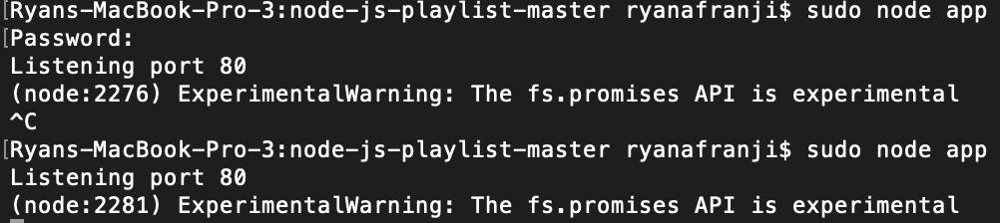 [Ryans-MacBook-Pro-3:node-js-playlist-master ryanafranji$ sudo node app
[Password:
Listening port 80
(node:2276) ExperimentalWarning: The fs.promises API is experimental
^C
[Ryans-MacBook-Pro-3:node-js-playlist-master ryanafranji$ sudo node app
Listening port 80
(node:2281) ExperimentalWarning: The fs.promises API is experimental